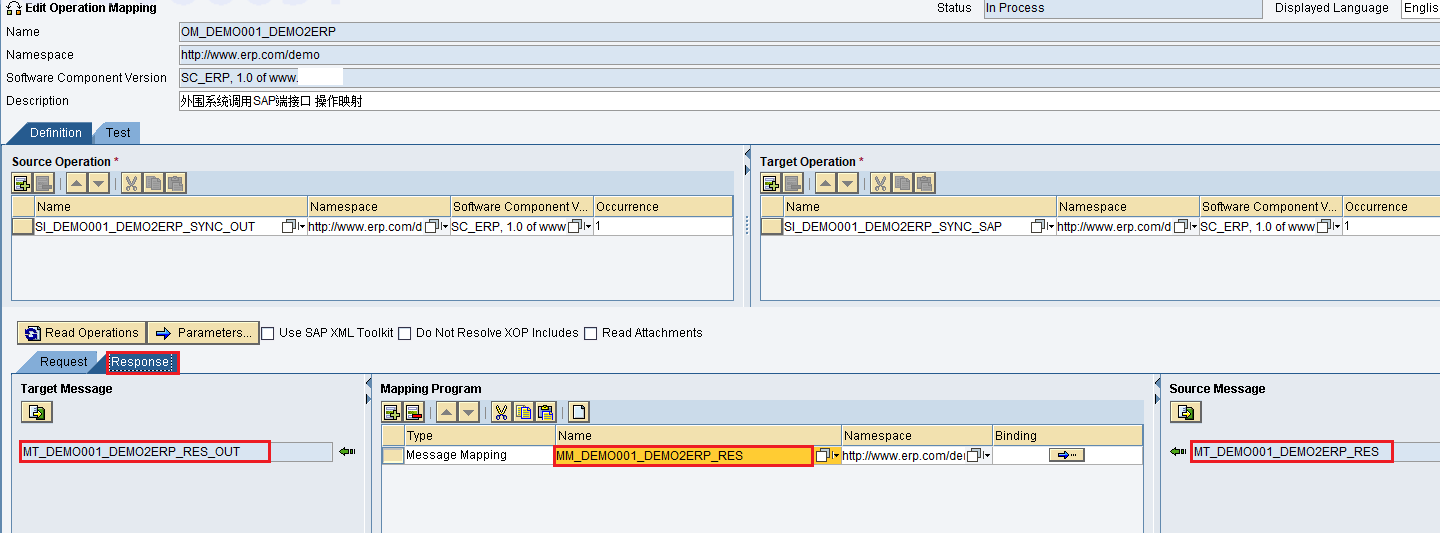 Edit Operation Mapping
Status In Process Displayed Language Englis
Name OM_DEMO001_DEMO2ERP
Namespace http://www.erp.com/demo
Software Component Version SC_ERP, 1.0 of www.
Description 外围系统调用SAP端接口 操作映射
Definition Test
Source Operation *
Name Namespace Software Component V... Occurrence
SI_DEMO001_DEMO2ERP_SYNC_OUT http://www.erp.com/d SC_ERP, 1.0 of www 1
Target Operation *
Name Namespace Software Component V... Occurrence
SI_DEMO001_DEMO2ERP_SYNC_SAP http://www.erp.com/d SC_ERP, 1.0 of www 1
Read Operations Parameters... Use SAP XML Toolkit Do Not Resolve XOP Includes Read Attachments
Request Response
Target Message
MT_DEMO001_DEMO2ERP_RES_OUT
Mapping Program
Type Name Namespace Binding
Message Mapping MM_DEMO001_DEMO2ERP_RES http://www.erp.com/de
Source Message
MT_DEMO001_DEMO2ERP_RES